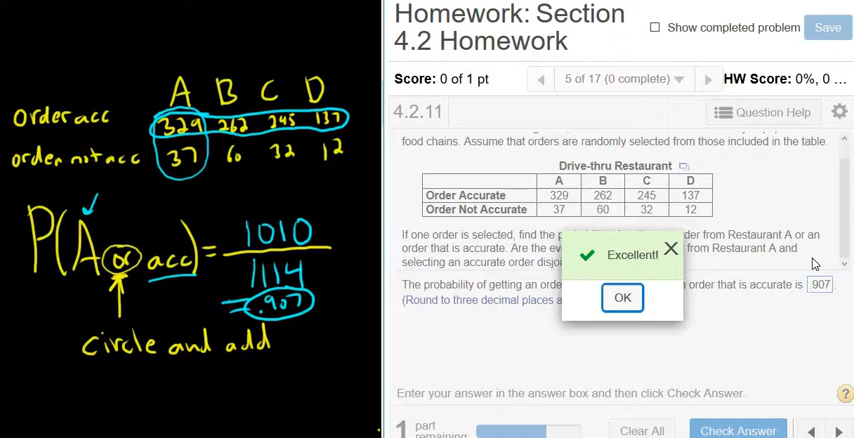 A B C D
order acc 329 262 245 137
order not acc 37 60 32 12
P(A or acc) = 1010
1114
= .907
circle and add
Homework: Section
4.2 Homework
Show completed problem
Save
Score: 0 of 1 pt
5 of 17 (0 complete)
HW Score: 0%, 0 ...
4.2.11
Question Help
food chains. Assume that orders are randomly selected from those included in the table.
Drive-thru Restaurant
A B C D
Order Accurate 329 262 245 137
Order Not Accurate 37 60 32 12
If one order is selected, find the order from Restaurant A or an
order that is accurate. Are the from Restaurant A and
selecting an accurate order
Excellent!
OK
The probability of getting an order that is accurate is .907
(Round to three decimal places
Enter your answer in the answer box and then click Check Answer.
?
1 part
remaining
Clear All
Check Answer